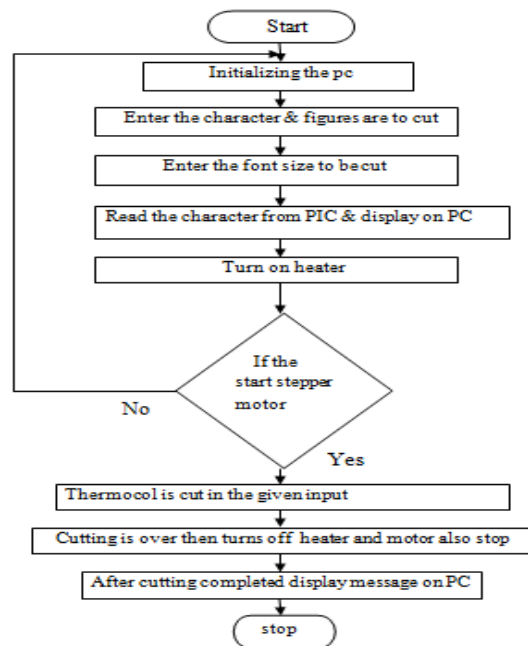 Start
Initializing the pc
Enter the character & figures are to cut
Enter the font size to be cut
Read the character from PIC & display on PC
Turn on heater
If the
start stepper
motor
No
Yes
Thermocol is cut in the given input
Cutting is over then turns off heater and motor also stop
After cutting completed display message on PC
stop